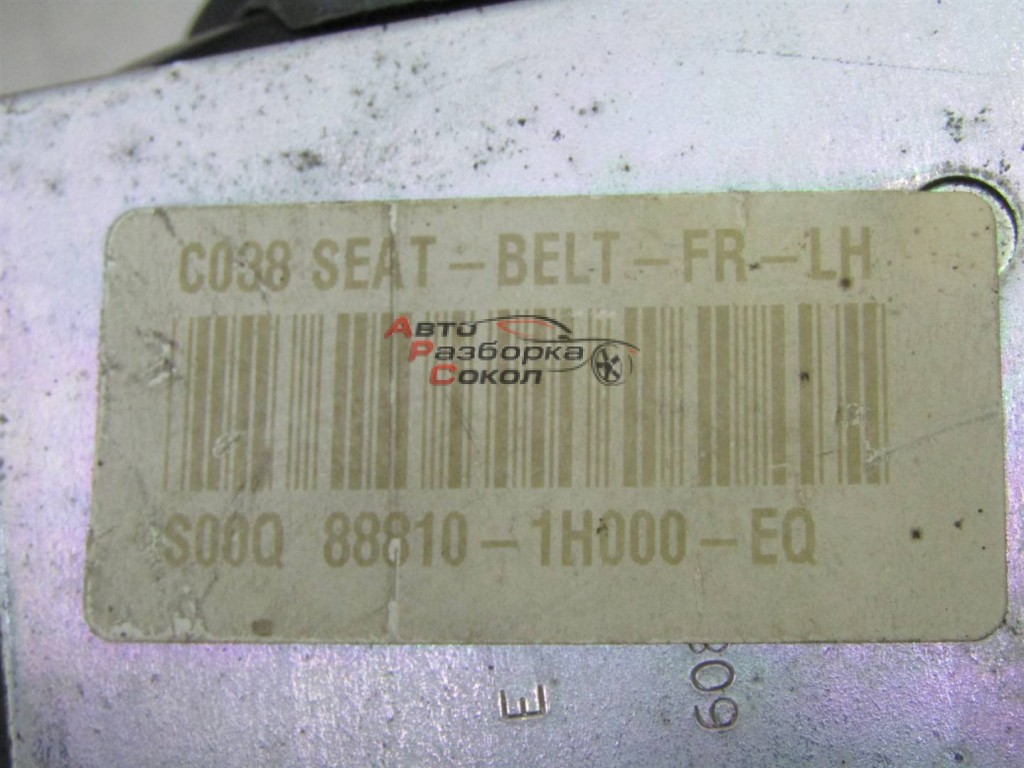 C038 SEAT-BELT-FR-LH
Авто
Разборка
Сокол
S00Q 88810-1H000-EQ
E
608